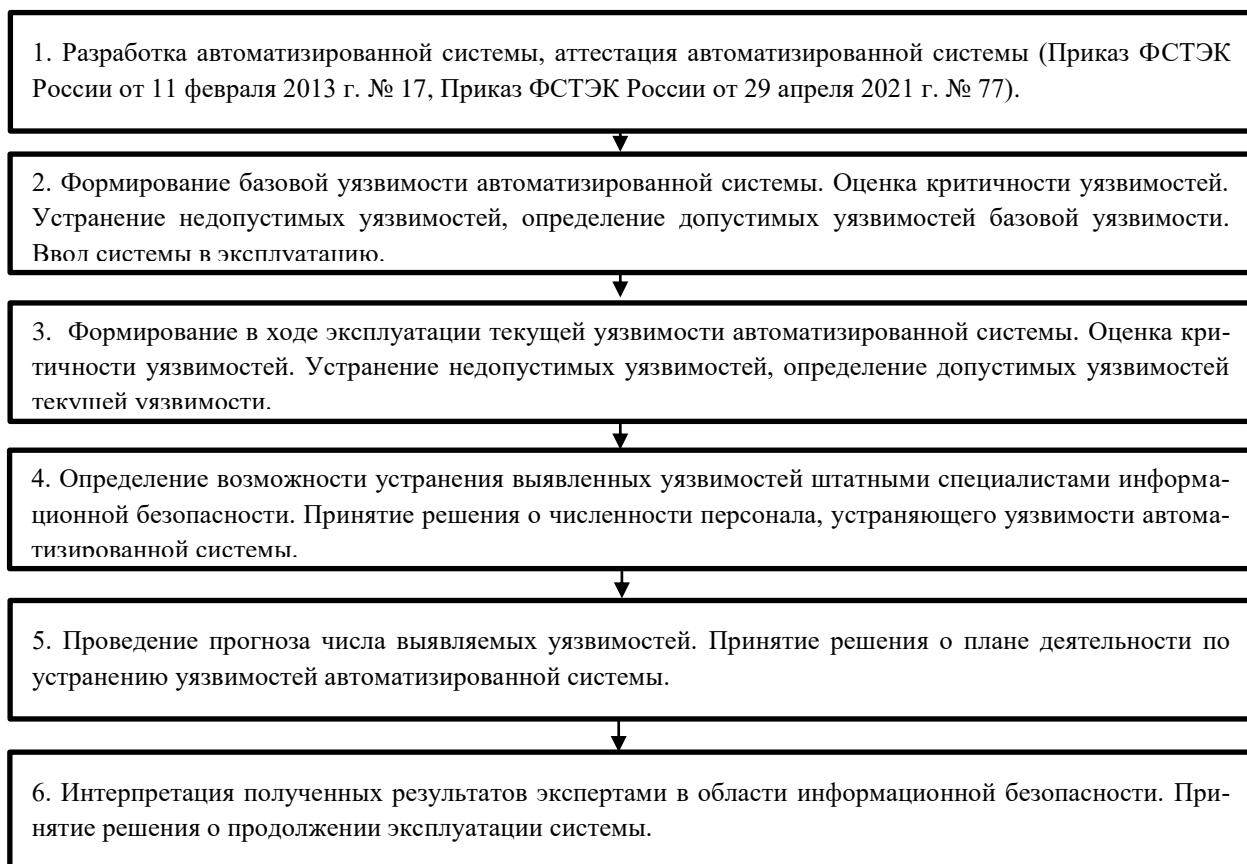 1. Разработка автоматизированной системы, аттестация автоматизированной системы (Приказ ФСТЭК
России от 11 февраля 2013 г. № 17, Приказ ФСТЭК России от 29 апреля 2021 г. № 77).
2. Формирование базовой уязвимости автоматизированной системы. Оценка критичности уязвимостей.
Устранение недопустимых уязвимостей, определение допустимых уязвимостей базовой уязвимости.
Ввод системы в эксплуатацию.
3. Формирование в ходе эксплуатации текущей уязвимости автоматизированной системы. Оценка кри-
тичности уязвимостей. Устранение недопустимых уязвимостей, определение допустимых уязвимостей
текущей уязвимости.
4. Определение возможности устранения выявленных уязвимостей штатными специалистами информа-
ционной безопасности. Принятие решения о численности персонала, устраняющего уязвимости автома-
тизированной системы.
5. Проведение прогноза числа выявляемых уязвимостей. Принятие решения о плане деятельности по
устранению уязвимостей автоматизированной системы.
6. Интерпретация полученных результатов экспертами в области информационной безопасности. При-
нятие решения о продолжении эксплуатации системы.